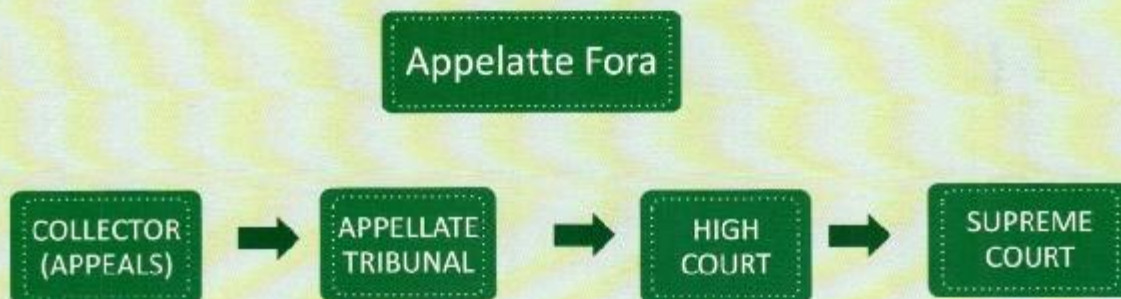 Appelatte Fora
COLLECTOR
(APPEALS)
APPELLATE
TRIBUNAL
HIGH
COURT
SUPREME
COURT